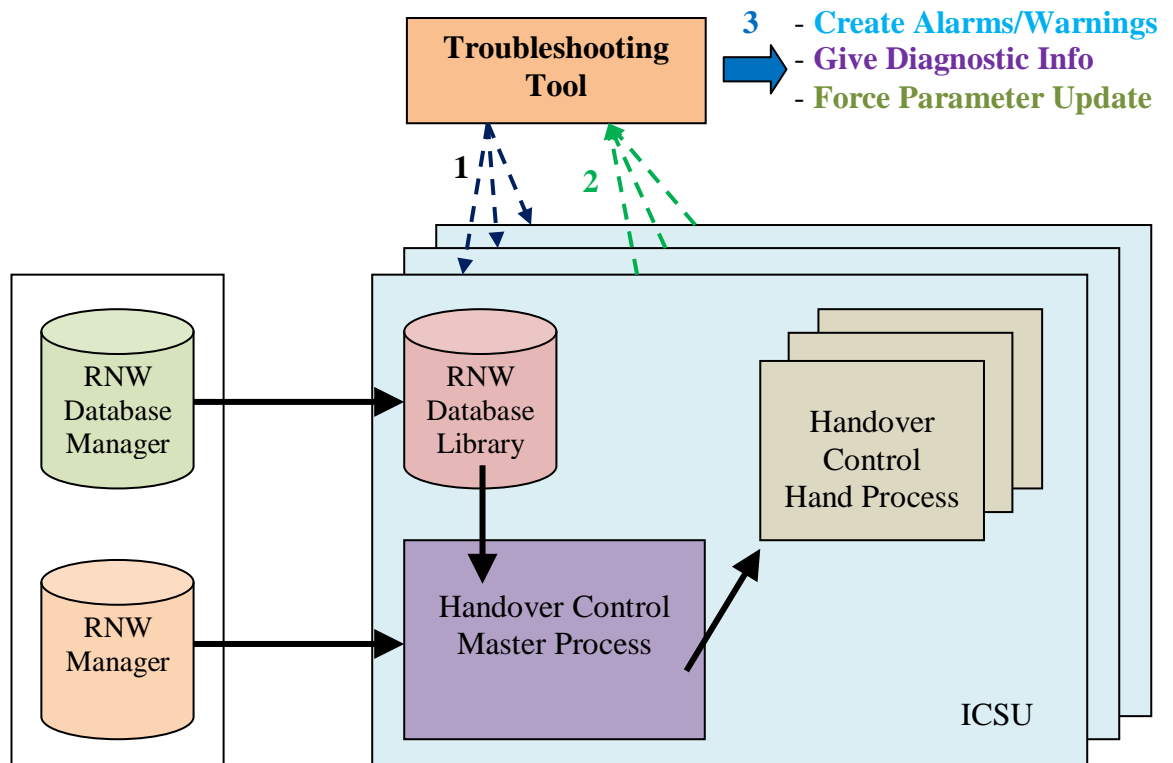 Troubleshooting
Tool
3
- Create Alarms/Warnings
- Give Diagnostic Info
- Force Parameter Update
1
2
RNW
Database
Manager
RNW
Database
Library
Handover
Control
Hand Process
RNW
Manager
Handover Control
Master Process
ICSU